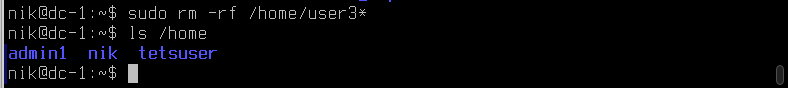 nik@dc-1:~$ sudo rm -rf /home/user3*
nik@dc-1:~$ ls /home
admin1 nik tetsuser
nik@dc-1:~$